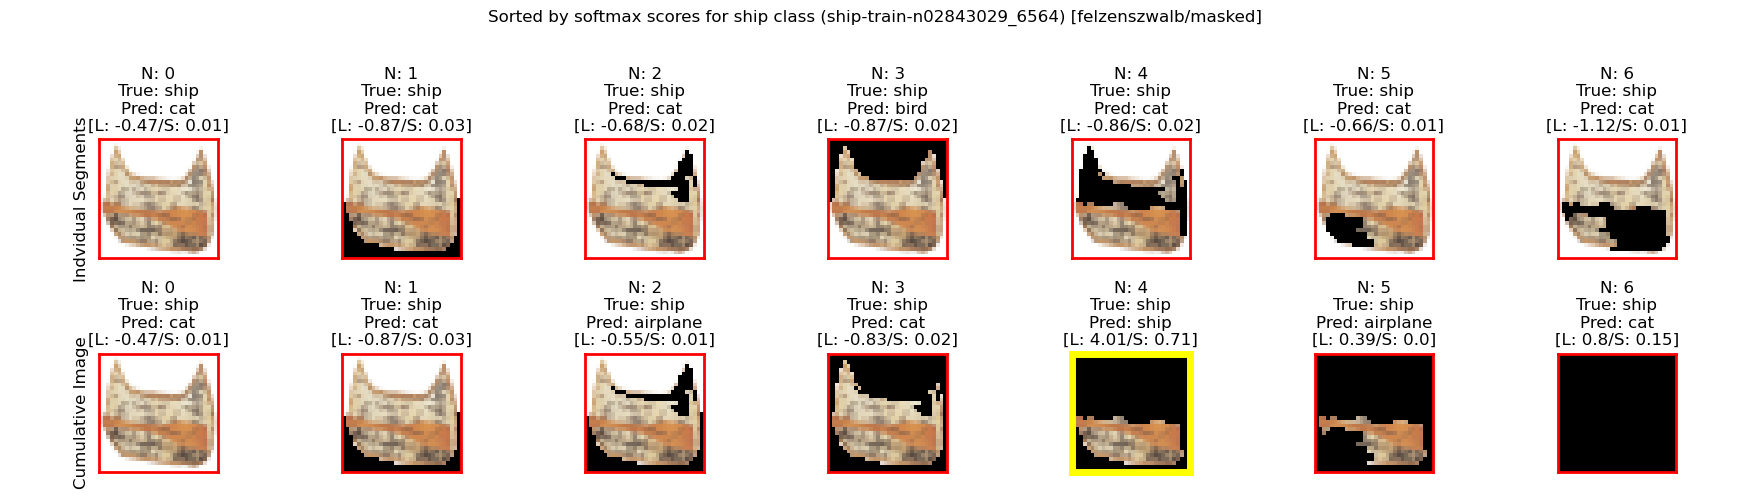 Sorted by softmax scores for ship class (ship-train-n02843029_6564) [felzenszwalb/masked]
Indvidual Segments
N: 0
True: ship
Pred: cat
[L: -0.47/S: 0.01]
N: 1
True: ship
Pred: cat
[L: -0.87/S: 0.03]
N: 2
True: ship
Pred: cat
[L: -0.68/S: 0.02]
N: 3
True: ship
Pred: bird
[L: -0.87/S: 0.02]
N: 4
True: ship
Pred: cat
[L: -0.86/S: 0.02]
N: 5
True: ship
Pred: cat
[L: -0.66/S: 0.01]
N: 6
True: ship
Pred: cat
[L: -1.12/S: 0.01]
Cumulative Image
N: 0
True: ship
Pred: cat
[L: -0.47/S: 0.01]
N: 1
True: ship
Pred: cat
[L: -0.87/S: 0.03]
N: 2
True: ship
Pred: airplane
[L: -0.55/S: 0.01]
N: 3
True: ship
Pred: cat
[L: -0.83/S: 0.02]
N: 4
True: ship
Pred: ship
[L: 4.01/S: 0.71]
N: 5
True: ship
Pred: airplane
[L: 0.39/S: 0.0]
N: 6
True: ship
Pred: cat
[L: 0.8/S: 0.15]